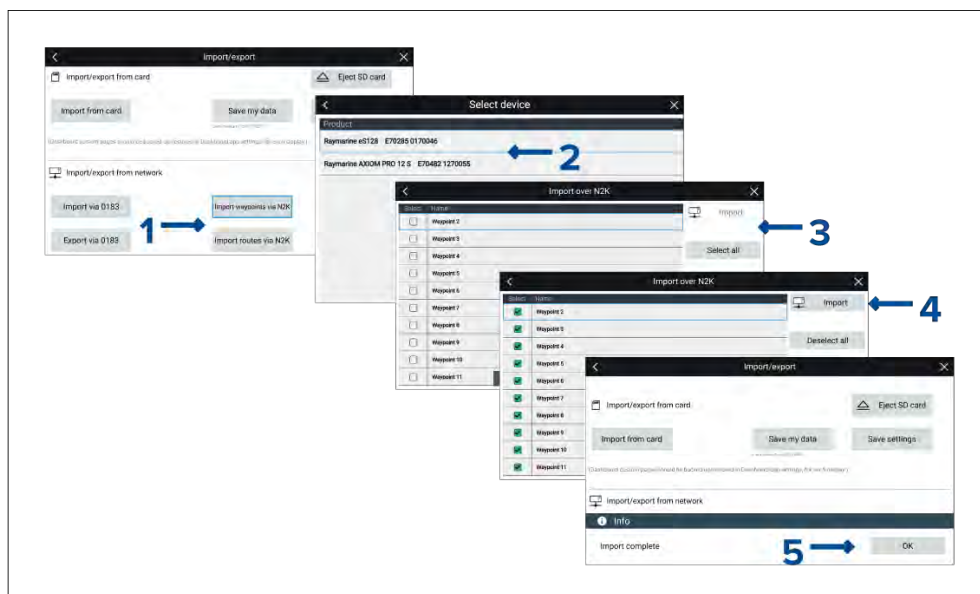 Import/export
Import/export from card
Eject SD card
Import from card
Save my data
Import/export from network
Import via 0183
Import waypoints via N2K
1
Export via 0183
Import routes via N2K
Select device
Product
Raymarine eS128 E70285 0170046
2
Raymarine AXIOM PRO 12 S E70482 1270055
Import over N2K
Select Name
Import
Waypoint 2
Waypoint 3
3
Waypoint 4
Select all
Waypoint 5
Waypoint 6
Waypoint 7
Waypoint 8
Waypoint 9
Waypoint 10
Waypoint 11
Import over N2K
Select Name
Import
4
Waypoint 2
Waypoint 3
Waypoint 4
Deselect all
Waypoint 5
Waypoint 6
Waypoint 7
Waypoint 8
Waypoint 9
Waypoint 10
Waypoint 11
Import/export
Import/export from card
Eject SD card
Import from card
Save my data
Save settings
Import/export from network
Info
Import complete
5
OK